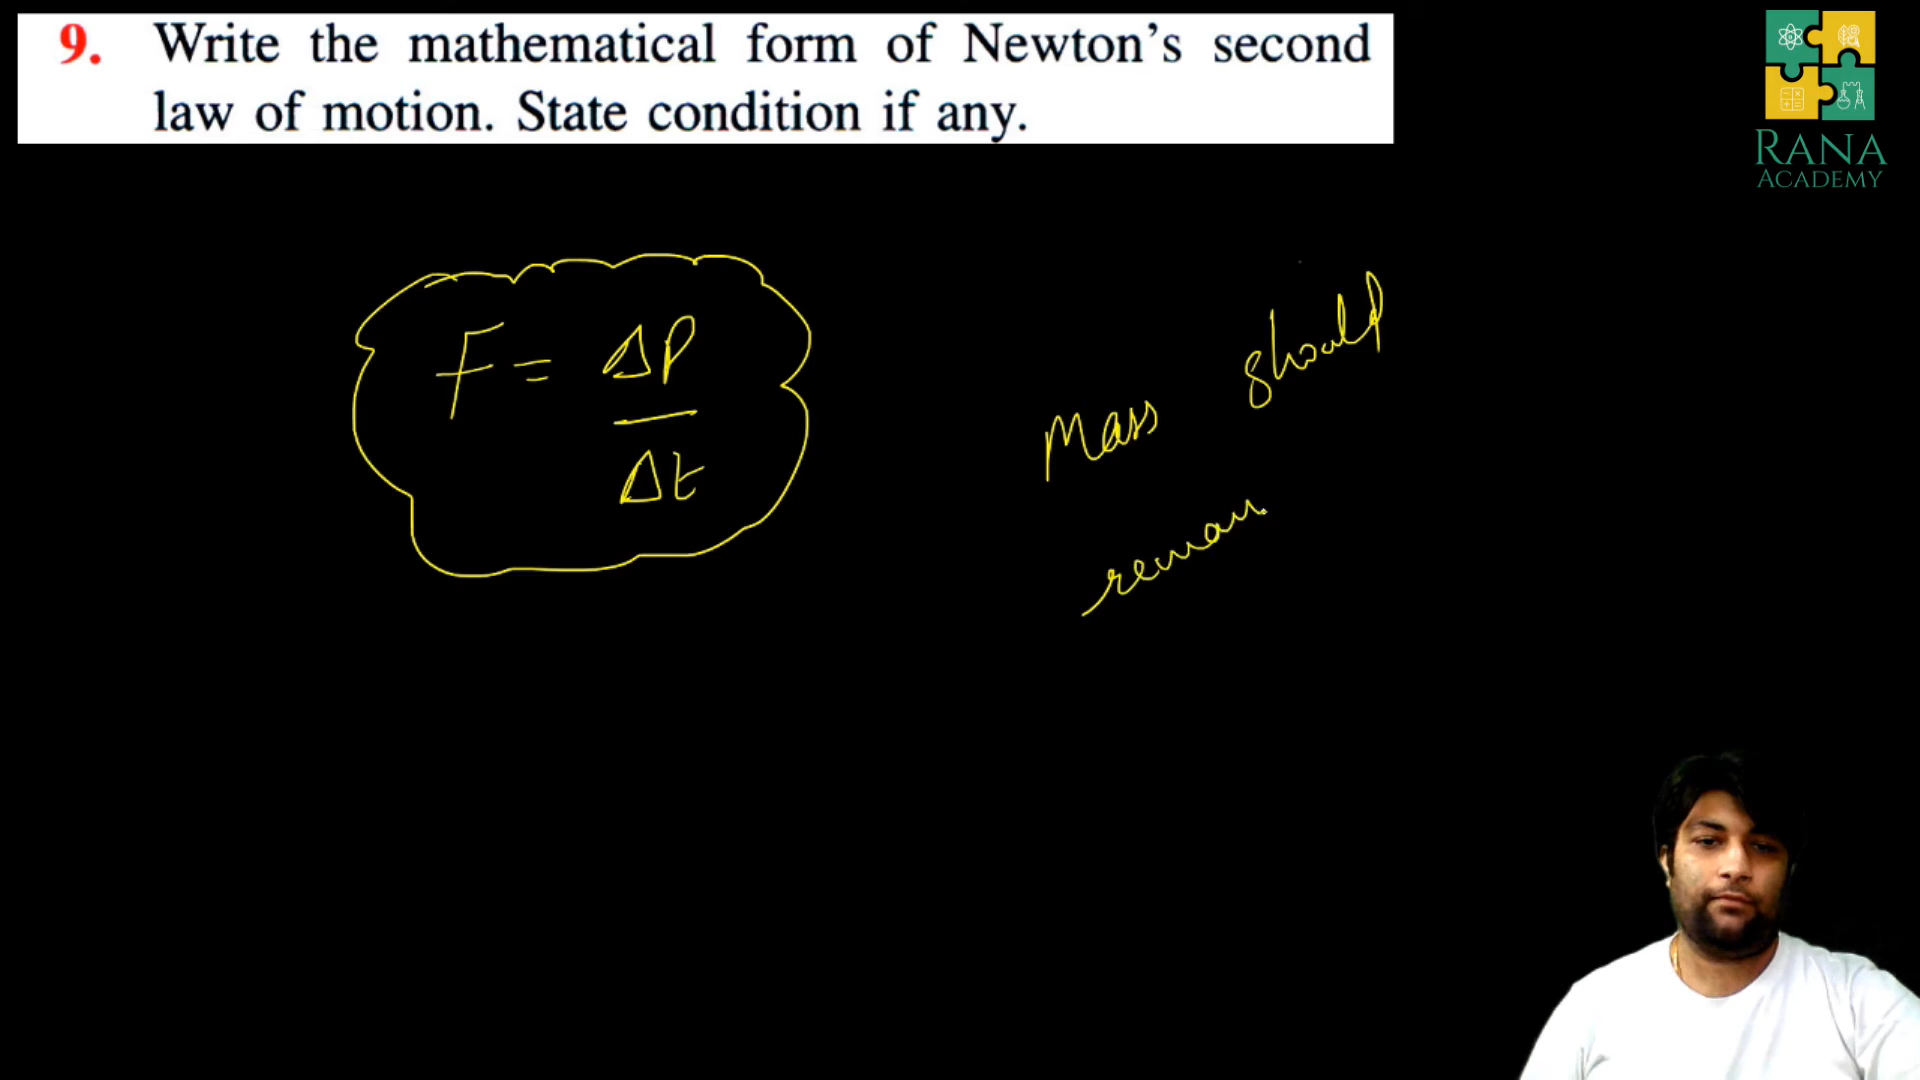 9. Write the mathematical form of Newton's second
law of motion. State condition if any.
RANA
ACADEMY
F = ΔP
Δt
Mass should